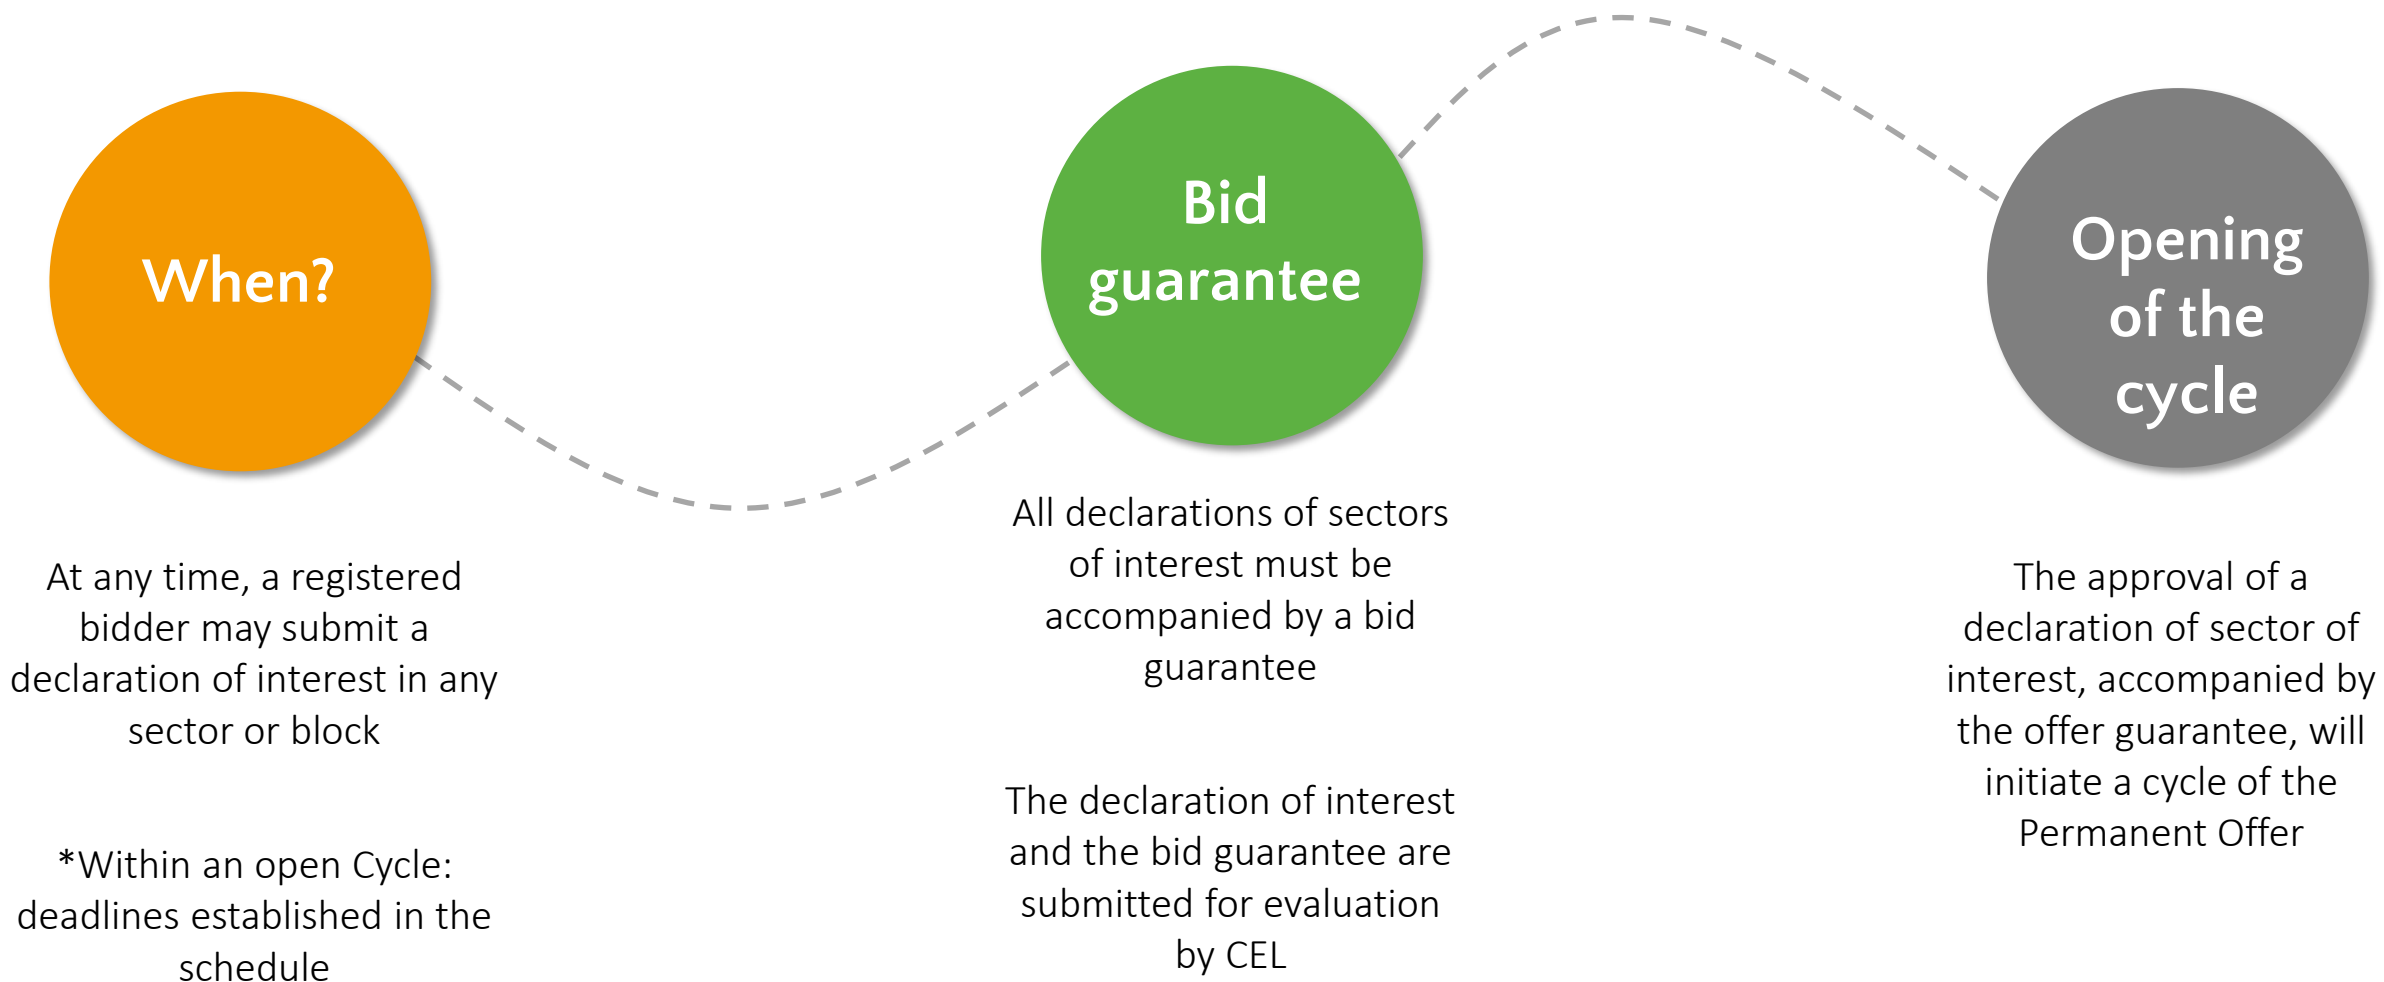 When?
At any time, a registered
bidder may submit a
declaration of interest in any
sector or block
*Within an open Cycle:
deadlines established in the
schedule
Bid
guarantee
All declarations of sectors
of interest must be
accompanied by a bid
guarantee
The declaration of interest
and the bid guarantee are
submitted for evaluation
by CEL
Opening
of the
cycle
The approval of a
declaration of sector of
interest, accompanied by
the offer guarantee, will
initiate a cycle of the
Permanent Offer